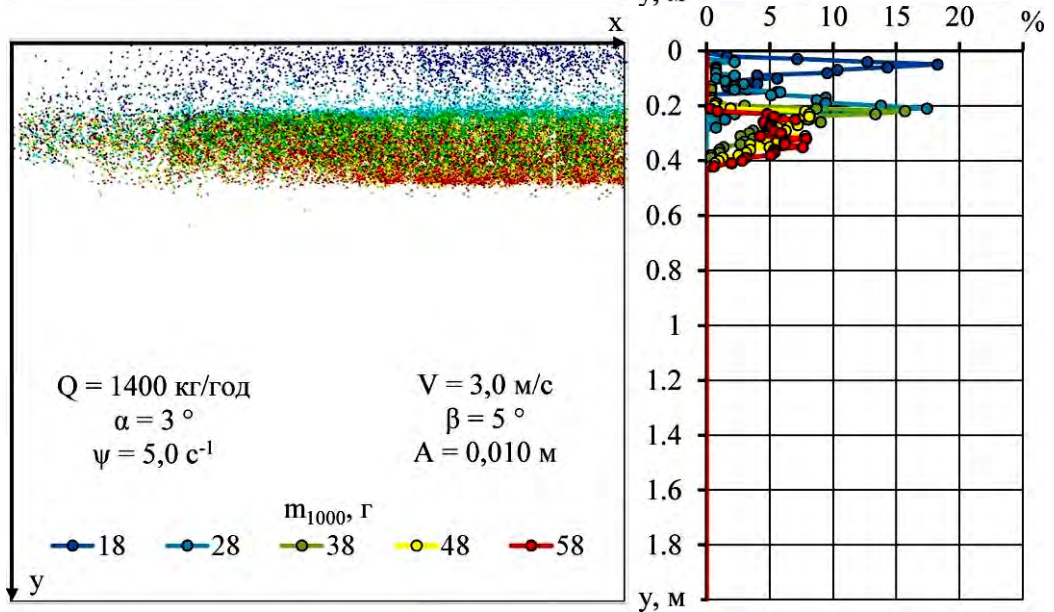 x
y, м
0 5 10 15 20 %
0
0.2
0.4
0.6
0.8
1
1.2
1.4
1.6
1.8
y, м
Q = 1400 кг/год
α = 3 °
ψ = 5,0 с-1
V = 3,0 м/с
β = 5 °
A = 0,010 м
m1000, г
18 28 38 48 58
y